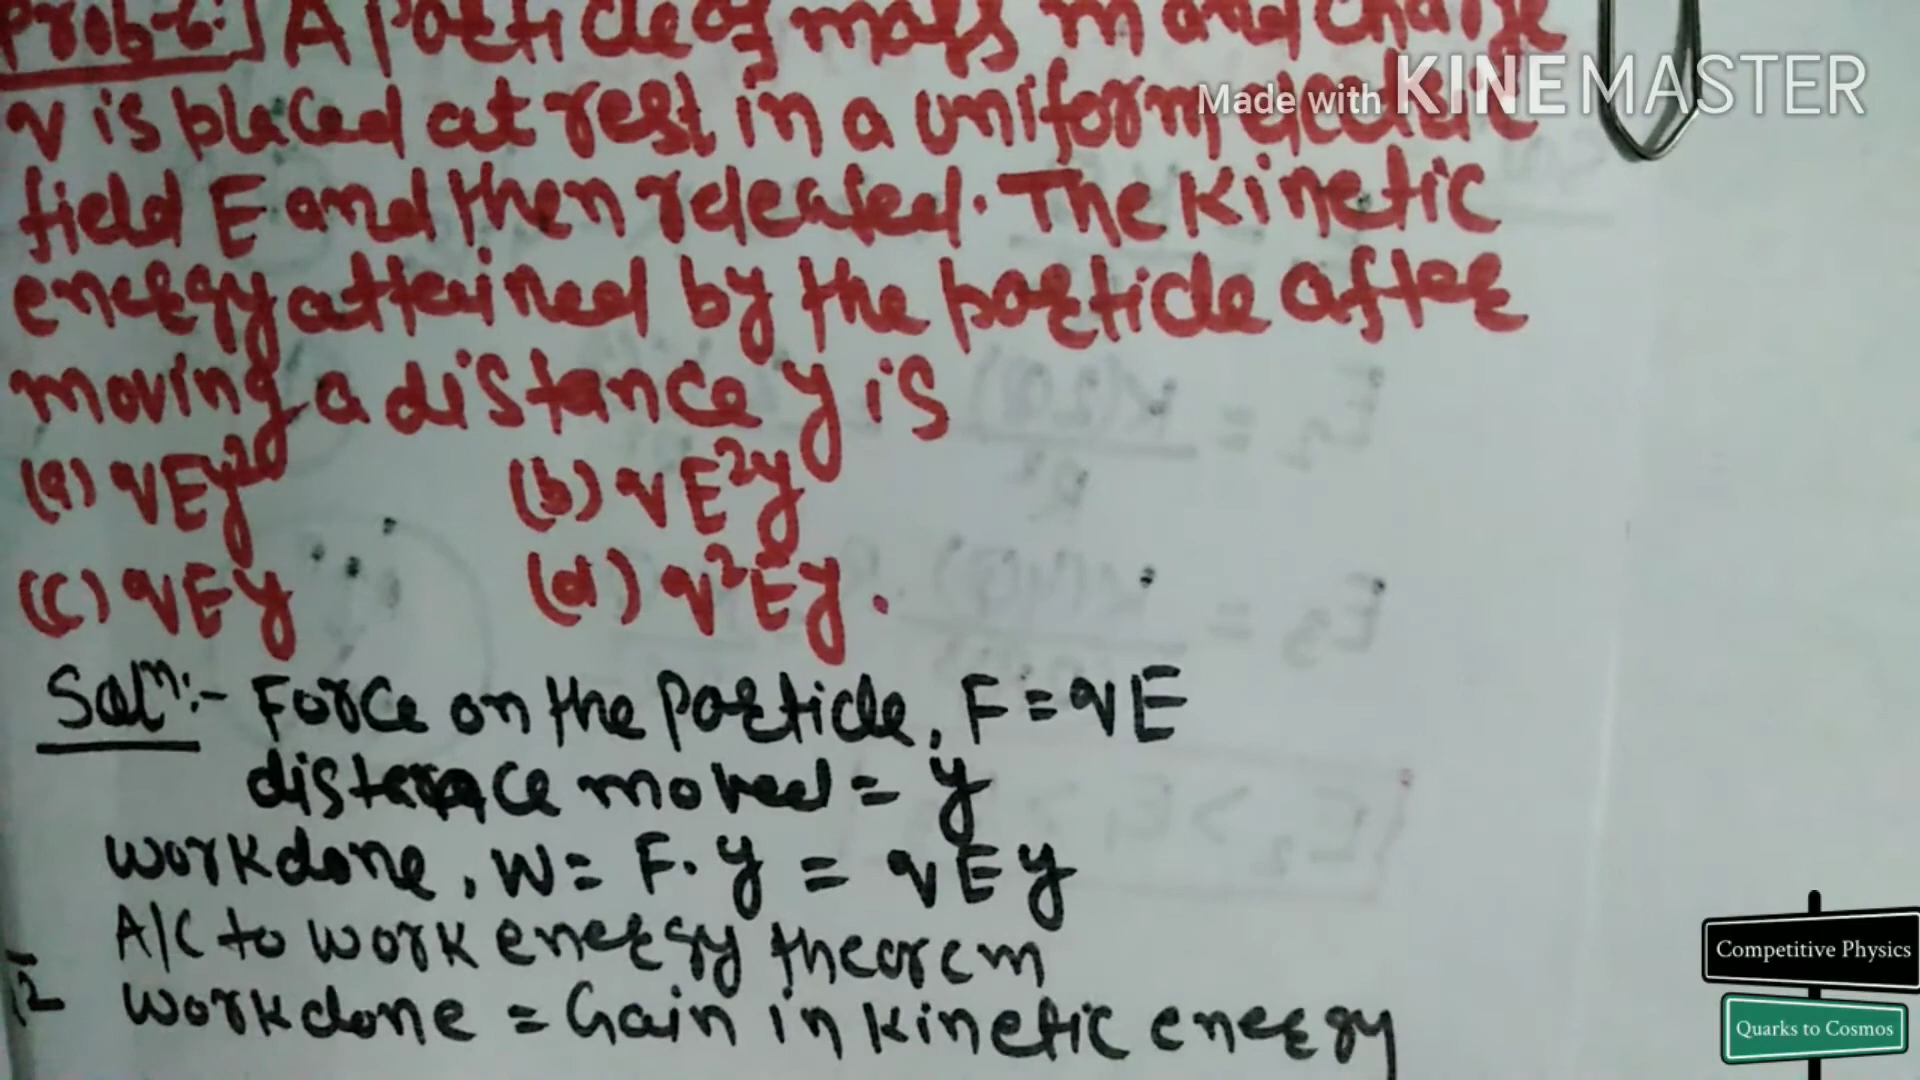 Prob-6:] A particle of mass m and charge
q is placed at rest in a uniform electric
field E and then released. The Kinetic
energy attained by the particle after
moving a distance y is
(a) qEy² (b) qE²y
(c) qEy (d) q²Ey.
Solⁿ:- Force on the particle, F = qE
distance moved = y
workdone, W = F. y = qEy
A/C to work energy theorem
workdone = Gain in kinetic energy
Made with KINEMASTER
Competitive Physics
Quarks to Cosmos